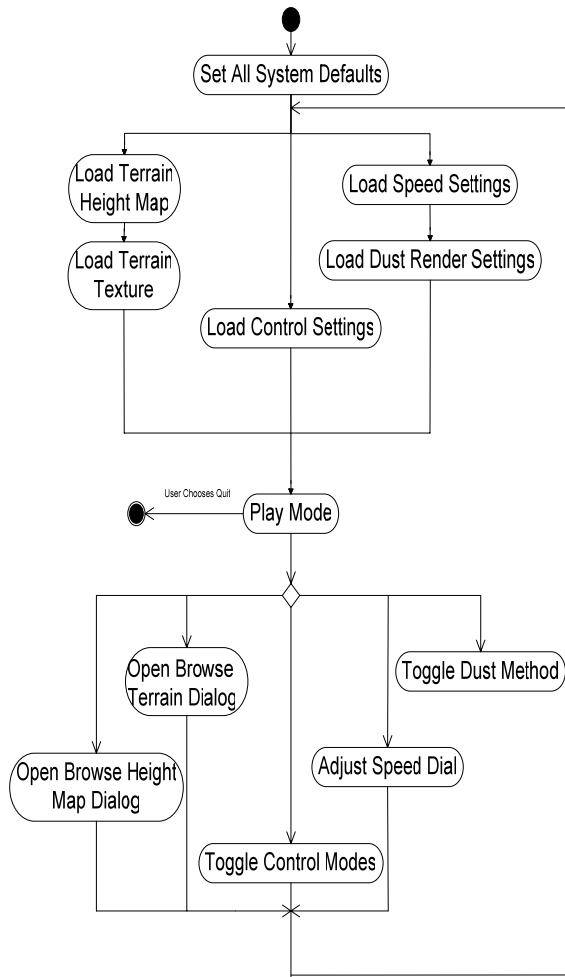 Set All System Defaults
Load Terrain
Height Map
Load Speed Settings
Load Terrain
Texture
Load Dust Render Settings
Load Control Settings
User Chooses Quit
Play Mode
Open Browse
Terrain Dialog
Toggle Dust Method
Open Browse Height
Map Dialog
Adjust Speed Dial
Toggle Control Modes